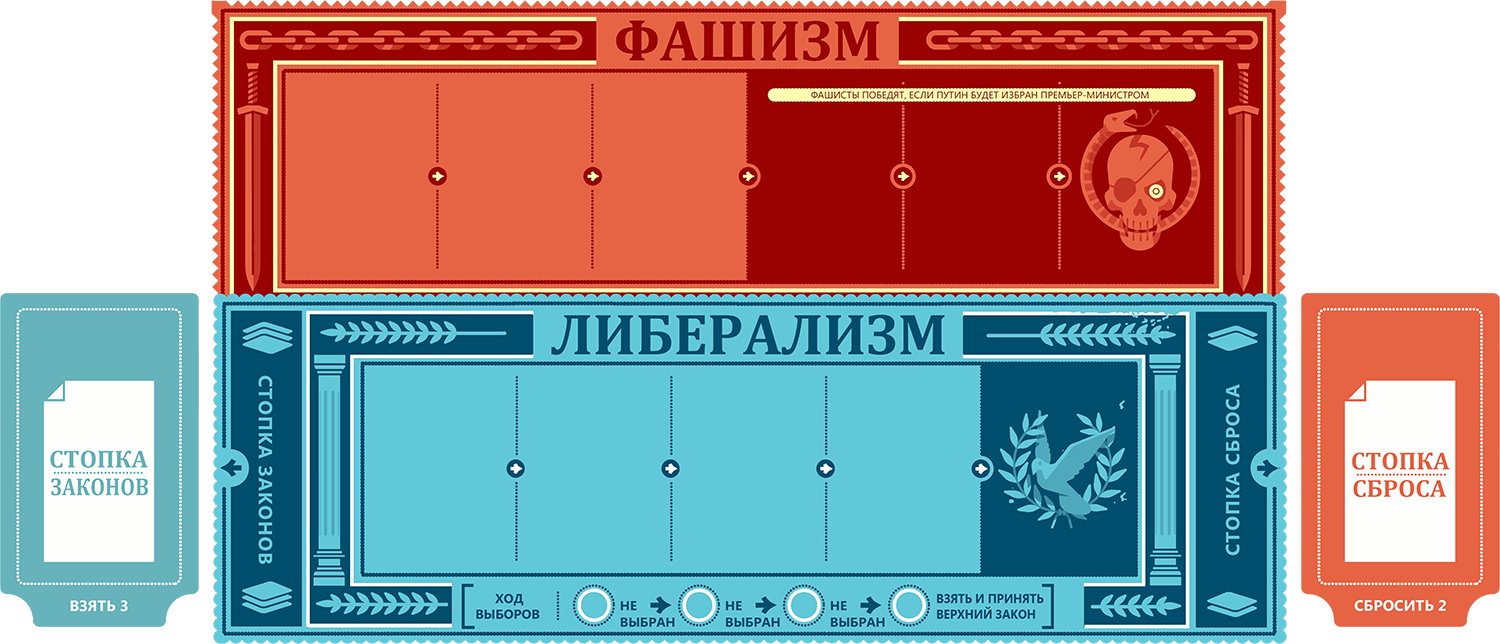 ФАШИЗМ
ФАШИСТЫ ПОБЕДЯТ, ЕСЛИ ПУТИН БУДЕТ ИЗБРАН ПРЕМЬЕР-МИНИСТРОМ
ЛИБЕРАЛИЗМ
СТОПКА
ЗАКОНОВ
ВЗЯТЬ 3
СТОПКА ЗАКОНОВ
СТОПКА СБРОСА
СТОПКА
СБРОСА
СБРОСИТЬ 2
ХОД
ВЫБОРОВ
НЕ
ВЫБРАН
НЕ
ВЫБРАН
НЕ
ВЫБРАН
ВЗЯТЬ И ПРИНЯТЬ
ВЕРХНИЙ ЗАКОН